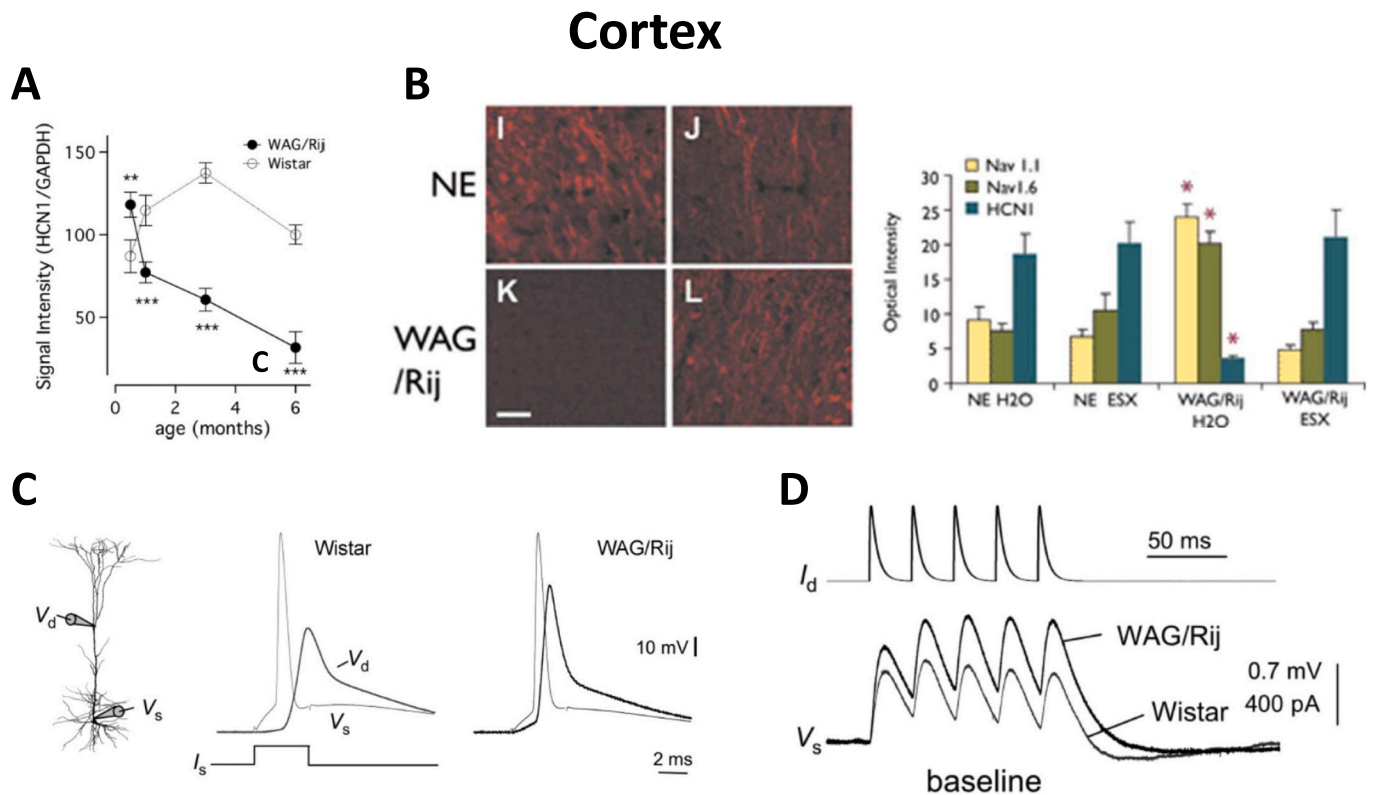 Cortex
A
150
100
50
Signal Intensity (HCN1/GAPDH)
WAG/Rij
Wistar
**
***
***
***
C
0 2 4 6
age (months)
B
NE
WAG
/Rij
I
J
K
L
Optical Intensity
30
25
20
15
10
5
0
Nav 1.1
Nav1.6
HCN1
*
*
*
NE H2O
NE ESX
WAG/Rij
H2O
WAG/Rij
ESX
C
Vd
Vs
Wistar
Vd
Vs
Is
WAG/Rij
10 mV
2 ms
D
50 ms
Id
WAG/Rij
Wistar
0.7 mV
400 pA
Vs
baseline